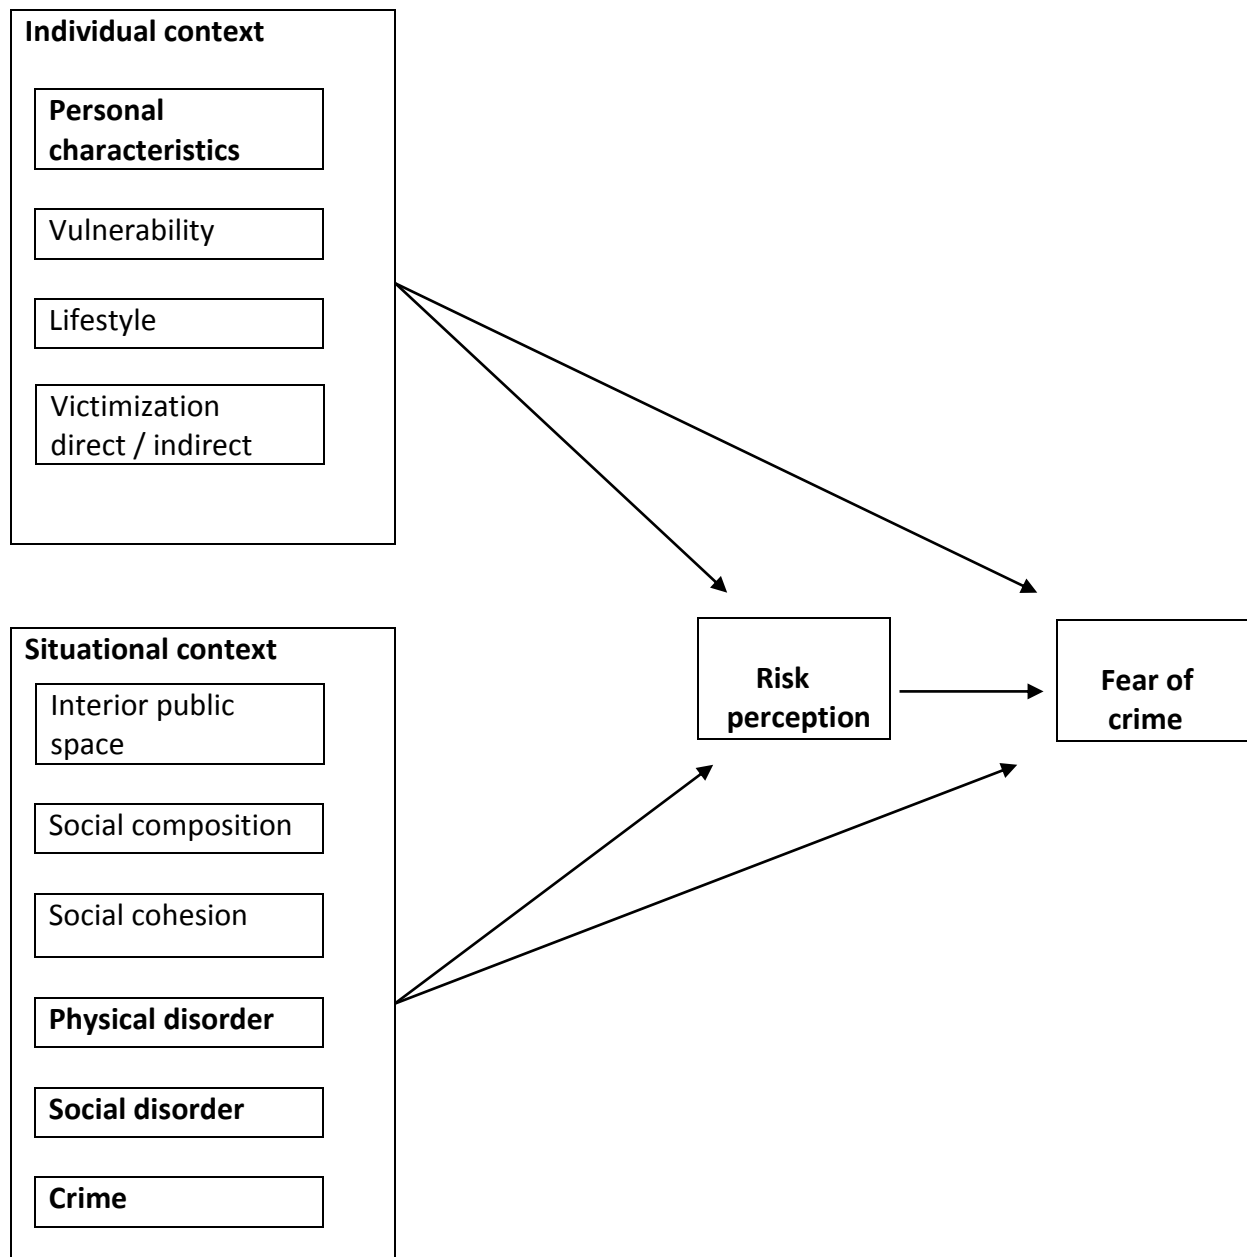 Individual context
Personal
characteristics
Vulnerability
Lifestyle
Victimization
direct / indirect
Situational context
Interior public
space
Social composition
Social cohesion
Physical disorder
Social disorder
Crime
Risk
perception
Fear of
crime